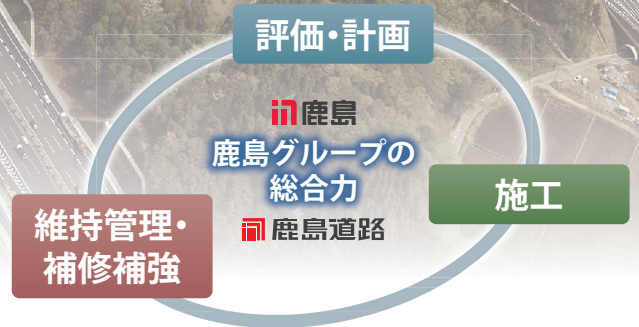 評価・計画
鹿島
鹿島グループの
総合力
鹿島道路
施工
維持管理・
補修補強